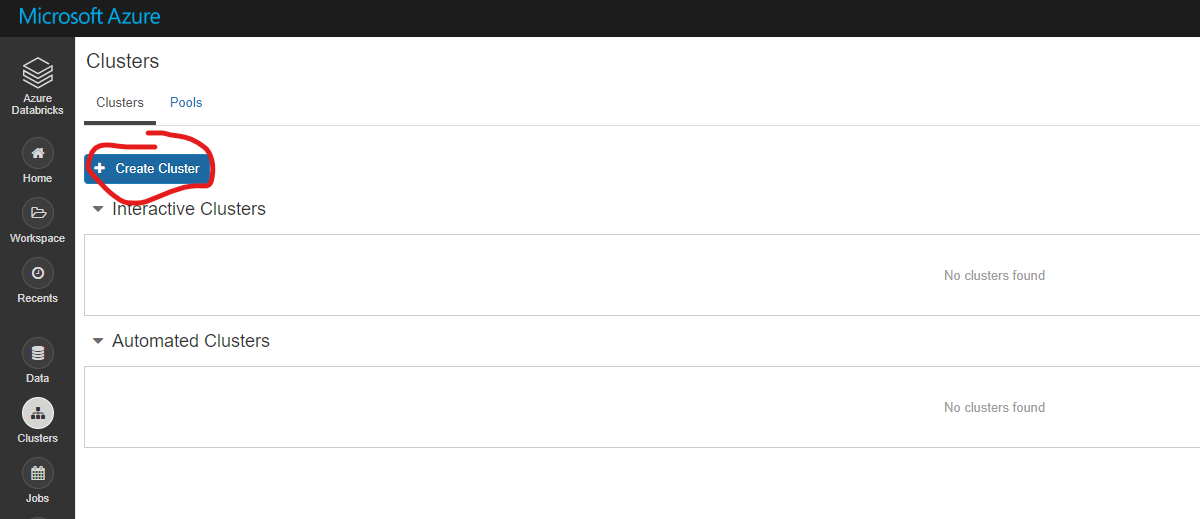 Microsoft Azure
Azure
Databricks
Home
Workspace
Recents
Data
Clusters
Jobs
Clusters
Clusters
Pools
+ Create Cluster
Interactive Clusters
No clusters found
Automated Clusters
No clusters found